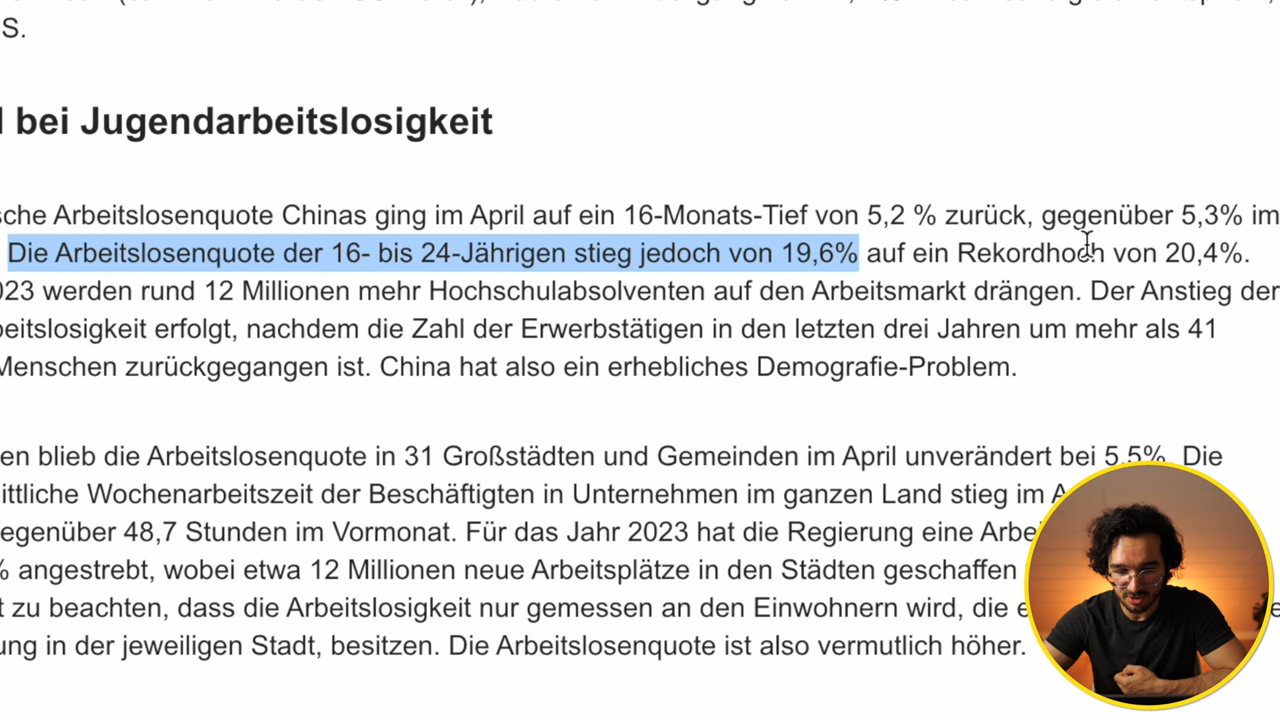 S.
bei Jugendarbeitslosigkeit
sche Arbeitslosenquote Chinas ging im April auf ein 16-Monats-Tief von 5,2 % zurück, gegenüber 5,3% im
Die Arbeitslosenquote der 16- bis 24-Jährigen stieg jedoch von 19,6% auf ein Rekordhoch von 20,4%.
023 werden rund 12 Millionen mehr Hochschulabsolventen auf den Arbeitsmarkt drängen. Der Anstieg der
beitslosigkeit erfolgt, nachdem die Zahl der Erwerbstätigen in den letzten drei Jahren um mehr als 41
Menschen zurückgegangen ist. China hat also ein erhebliches Demografie-Problem.
en blieb die Arbeitslosenquote in 31 Großstädten und Gemeinden im April unverändert bei 5,5%. Die
ittliche Wochenarbeitszeit der Beschäftigten in Unternehmen im ganzen Land stieg im A
egenüber 48,7 Stunden im Vormonat. Für das Jahr 2023 hat die Regierung eine Arbe
% angestrebt, wobei etwa 12 Millionen neue Arbeitsplätze in den Städten geschaffen
t zu beachten, dass die Arbeitslosigkeit nur gemessen an den Einwohnern wird, die e
ung in der jeweiligen Stadt, besitzen. Die Arbeitslosenquote ist also vermutlich höher.